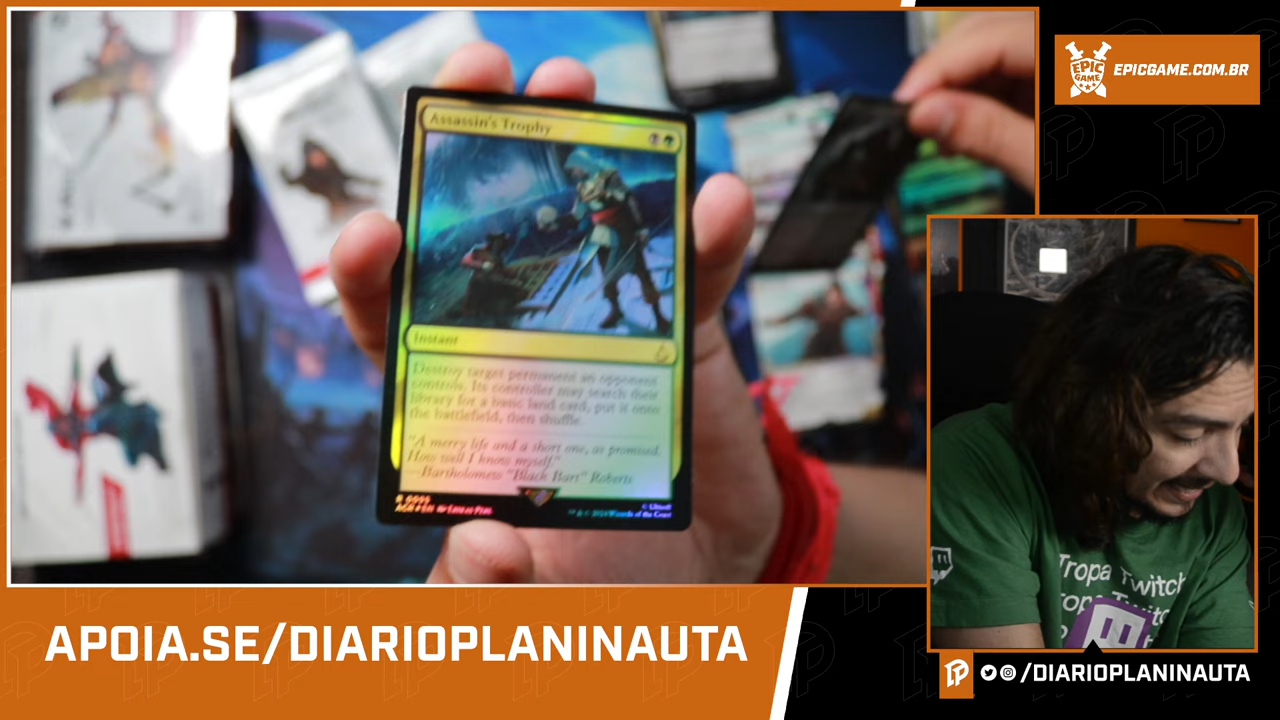 Assassin's Trophy
Instant
Destroy target permanent an opponent
controls. Its controller may search their
library for a basic land card, put it onto
the battlefield, then shuffle.
"A merry life and a short one, as promised.
How well I know myself."
—Bartholomew "Black Bart" Roberts
EPIC
GAME
EPICGAME.COM.BR
Tropa Twitch
APOIA.SE/DIARIOPLANINAUTA
/DIARIOPLANINAUTA